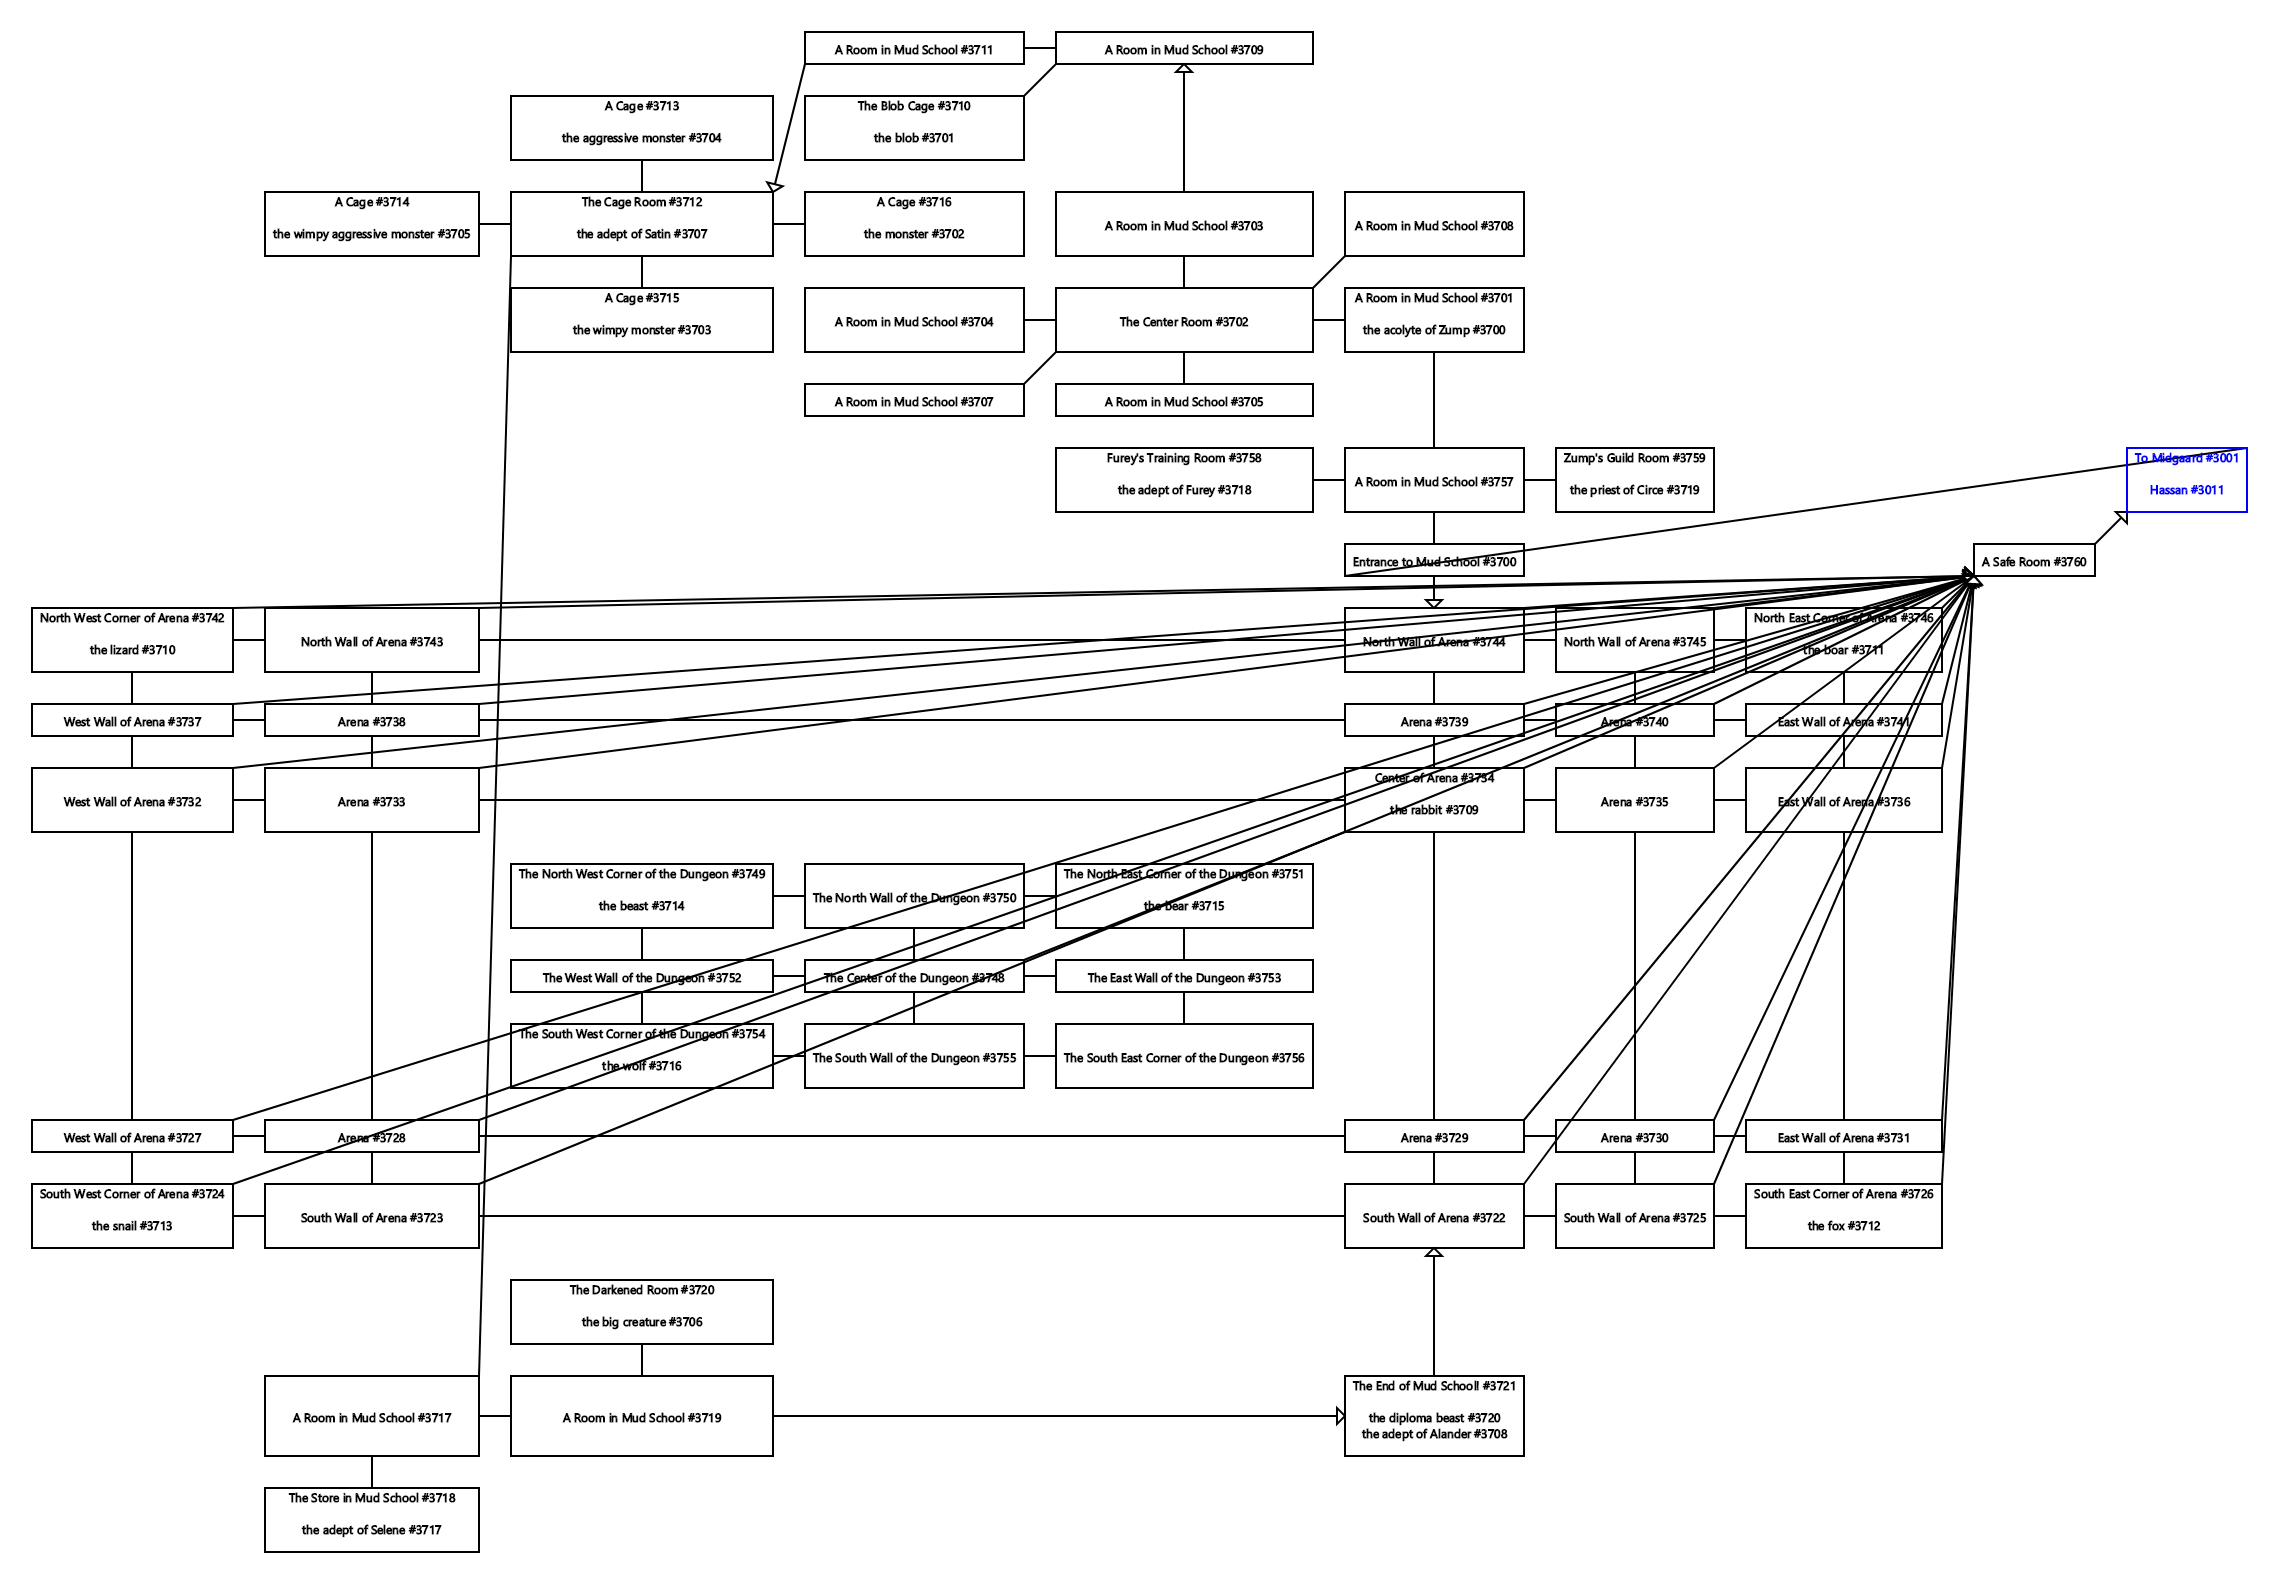 A Room in Mud School #3711
A Room in Mud School #3709
A Cage #3713
the aggressive monster #3704
The Blob Cage #3710
the blob #3701
A Cage #3714
the wimpy aggressive monster #3705
The Cage Room #3712
the adept of Satin #3707
A Cage #3716
the monster #3702
A Room in Mud School #3703
A Room in Mud School #3708
A Cage #3715
the wimpy monster #3703
A Room in Mud School #3704
The Center Room #3702
A Room in Mud School #3701
the acolyte of Zump #3700
A Room in Mud School #3707
A Room in Mud School #3705
Furey's Training Room #3758
the adept of Furey #3718
A Room in Mud School #3757
Zump's Guild Room #3759
the priest of Circe #3719
To Midgaard #3001
Hassan #3011
Entrance to Mud School #3700
A Safe Room #3760
North West Corner of Arena #3742
the lizard #3710
North Wall of Arena #3743
North Wall of Arena #3744
North Wall of Arena #3745
North East Corner of Arena #3746
the boar #3711
West Wall of Arena #3737
Arena #3738
Arena #3739
Arena #3740
East Wall of Arena #3741
West Wall of Arena #3732
Arena #3733
Center of Arena #3734
the rabbit #3709
Arena #3735
East Wall of Arena #3736
The North West Corner of the Dungeon #3749
the beast #3714
The North Wall of the Dungeon #3750
The North East Corner of the Dungeon #3751
the bear #3715
The West Wall of the Dungeon #3752
The Center of the Dungeon #3748
The East Wall of the Dungeon #3753
The South West Corner of the Dungeon #3754
the wolf #3716
The South Wall of the Dungeon #3755
The South East Corner of the Dungeon #3756
West Wall of Arena #3727
Arena #3728
Arena #3729
Arena #3730
East Wall of Arena #3731
South West Corner of Arena #3724
the snail #3713
South Wall of Arena #3723
South Wall of Arena #3722
South Wall of Arena #3725
South East Corner of Arena #3726
the fox #3712
The Darkened Room #3720
the big creature #3706
A Room in Mud School #3717
A Room in Mud School #3719
The End of Mud School! #3721
the diploma beast #3720
the adept of Alander #3708
The Store in Mud School #3718
the adept of Selene #3717